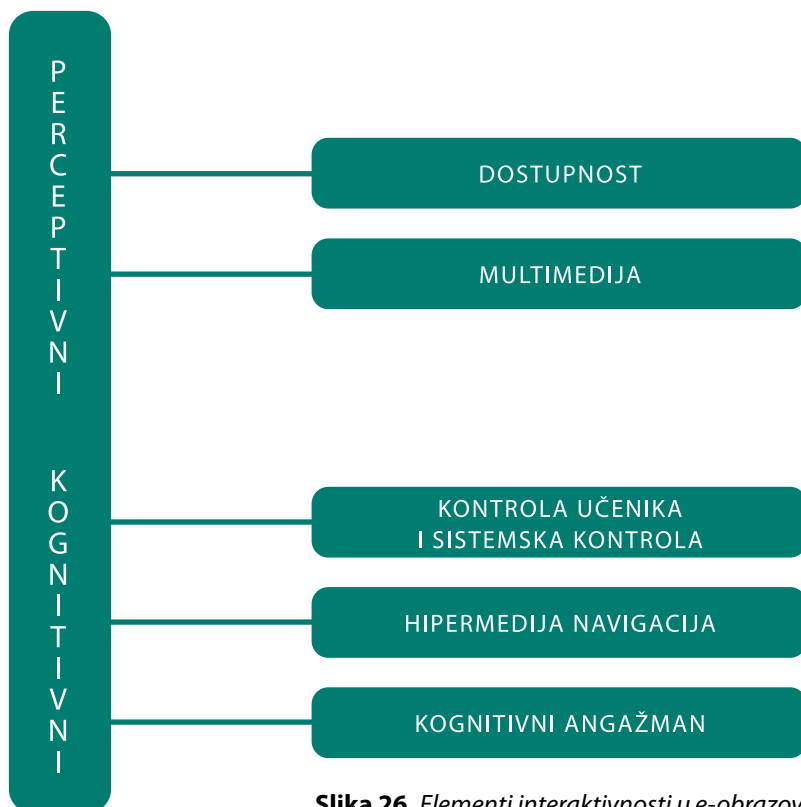 PERCEPTIVNI
DOSTUPNOST
MULTIMEDIJA
KOGNITIVNI
KONTROLA UČENIKA
I SISTEMSKA KONTROLA
HIPERMEDIJA NAVIGACIJA
KOGNITIVNI ANGAŽMAN
Slika 26. Elementi interaktivnosti u